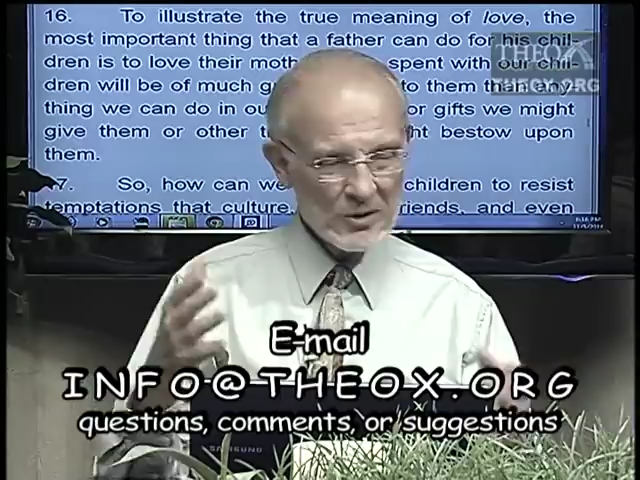 16. To illustrate the true meaning of love, the
most important thing that a father can do for his chil-
dren is to love their moth spent with our chil-
dren will be of much to them than any-
thing we can do in ou or gifts we might
give them or other bestow upon
them.
So, how can we children to resist
temptations that culture, friends, and even
THEOX
THEOX.ORG
E-mail
INFO@THEOX.ORG
questions, comments, or suggestions
SAMSUNG